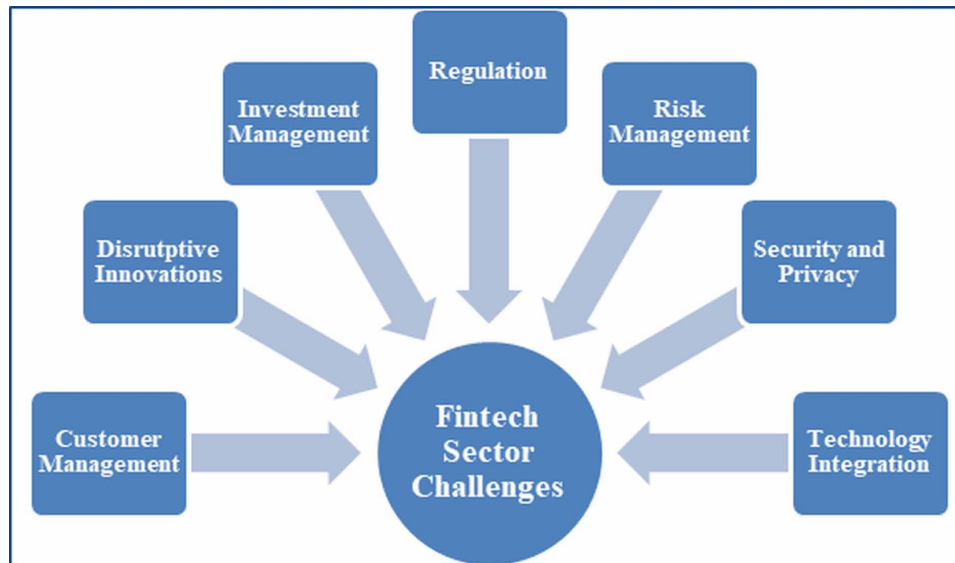 Regulation
Investment
Management
Risk
Management
Disrutptive
Innovations
Security and
Privacy
Customer
Management
Fintech
Sector
Challenges
Technology
Integration